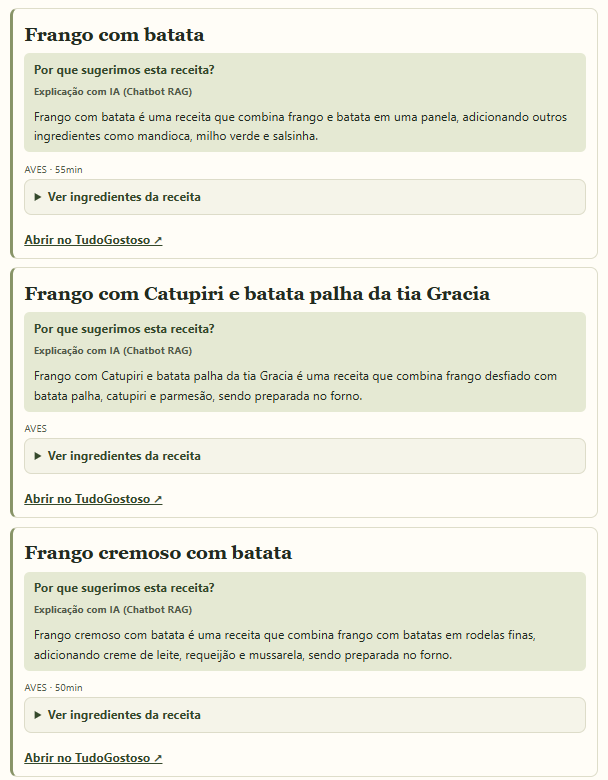 Frango com batata
Por que sugerimos esta receita?
Explicação com IA (Chatbot RAG)
Frango com batata é uma receita que combina frango e batata em uma panela, adicionando outros
ingredientes como mandioca, milho verde e salsinha.
AVES · 55min
▶ Ver ingredientes da receita
Abrir no TudoGostoso ↗
Frango com Catupiri e batata palha da tia Gracia
Por que sugerimos esta receita?
Explicação com IA (Chatbot RAG)
Frango com Catupiri e batata palha da tia Gracia é uma receita que combina frango desfiado com
batata palha, catupiri e parmesão, sendo preparada no forno.
AVES
▶ Ver ingredientes da receita
Abrir no TudoGostoso ↗
Frango cremoso com batata
Por que sugerimos esta receita?
Explicação com IA (Chatbot RAG)
Frango cremoso com batata é uma receita que combina frango com batatas em rodelas finas,
adicionando creme de leite, requeijão e mussarela, sendo preparada no forno.
AVES · 50min
▶ Ver ingredientes da receita
Abrir no TudoGostoso ↗